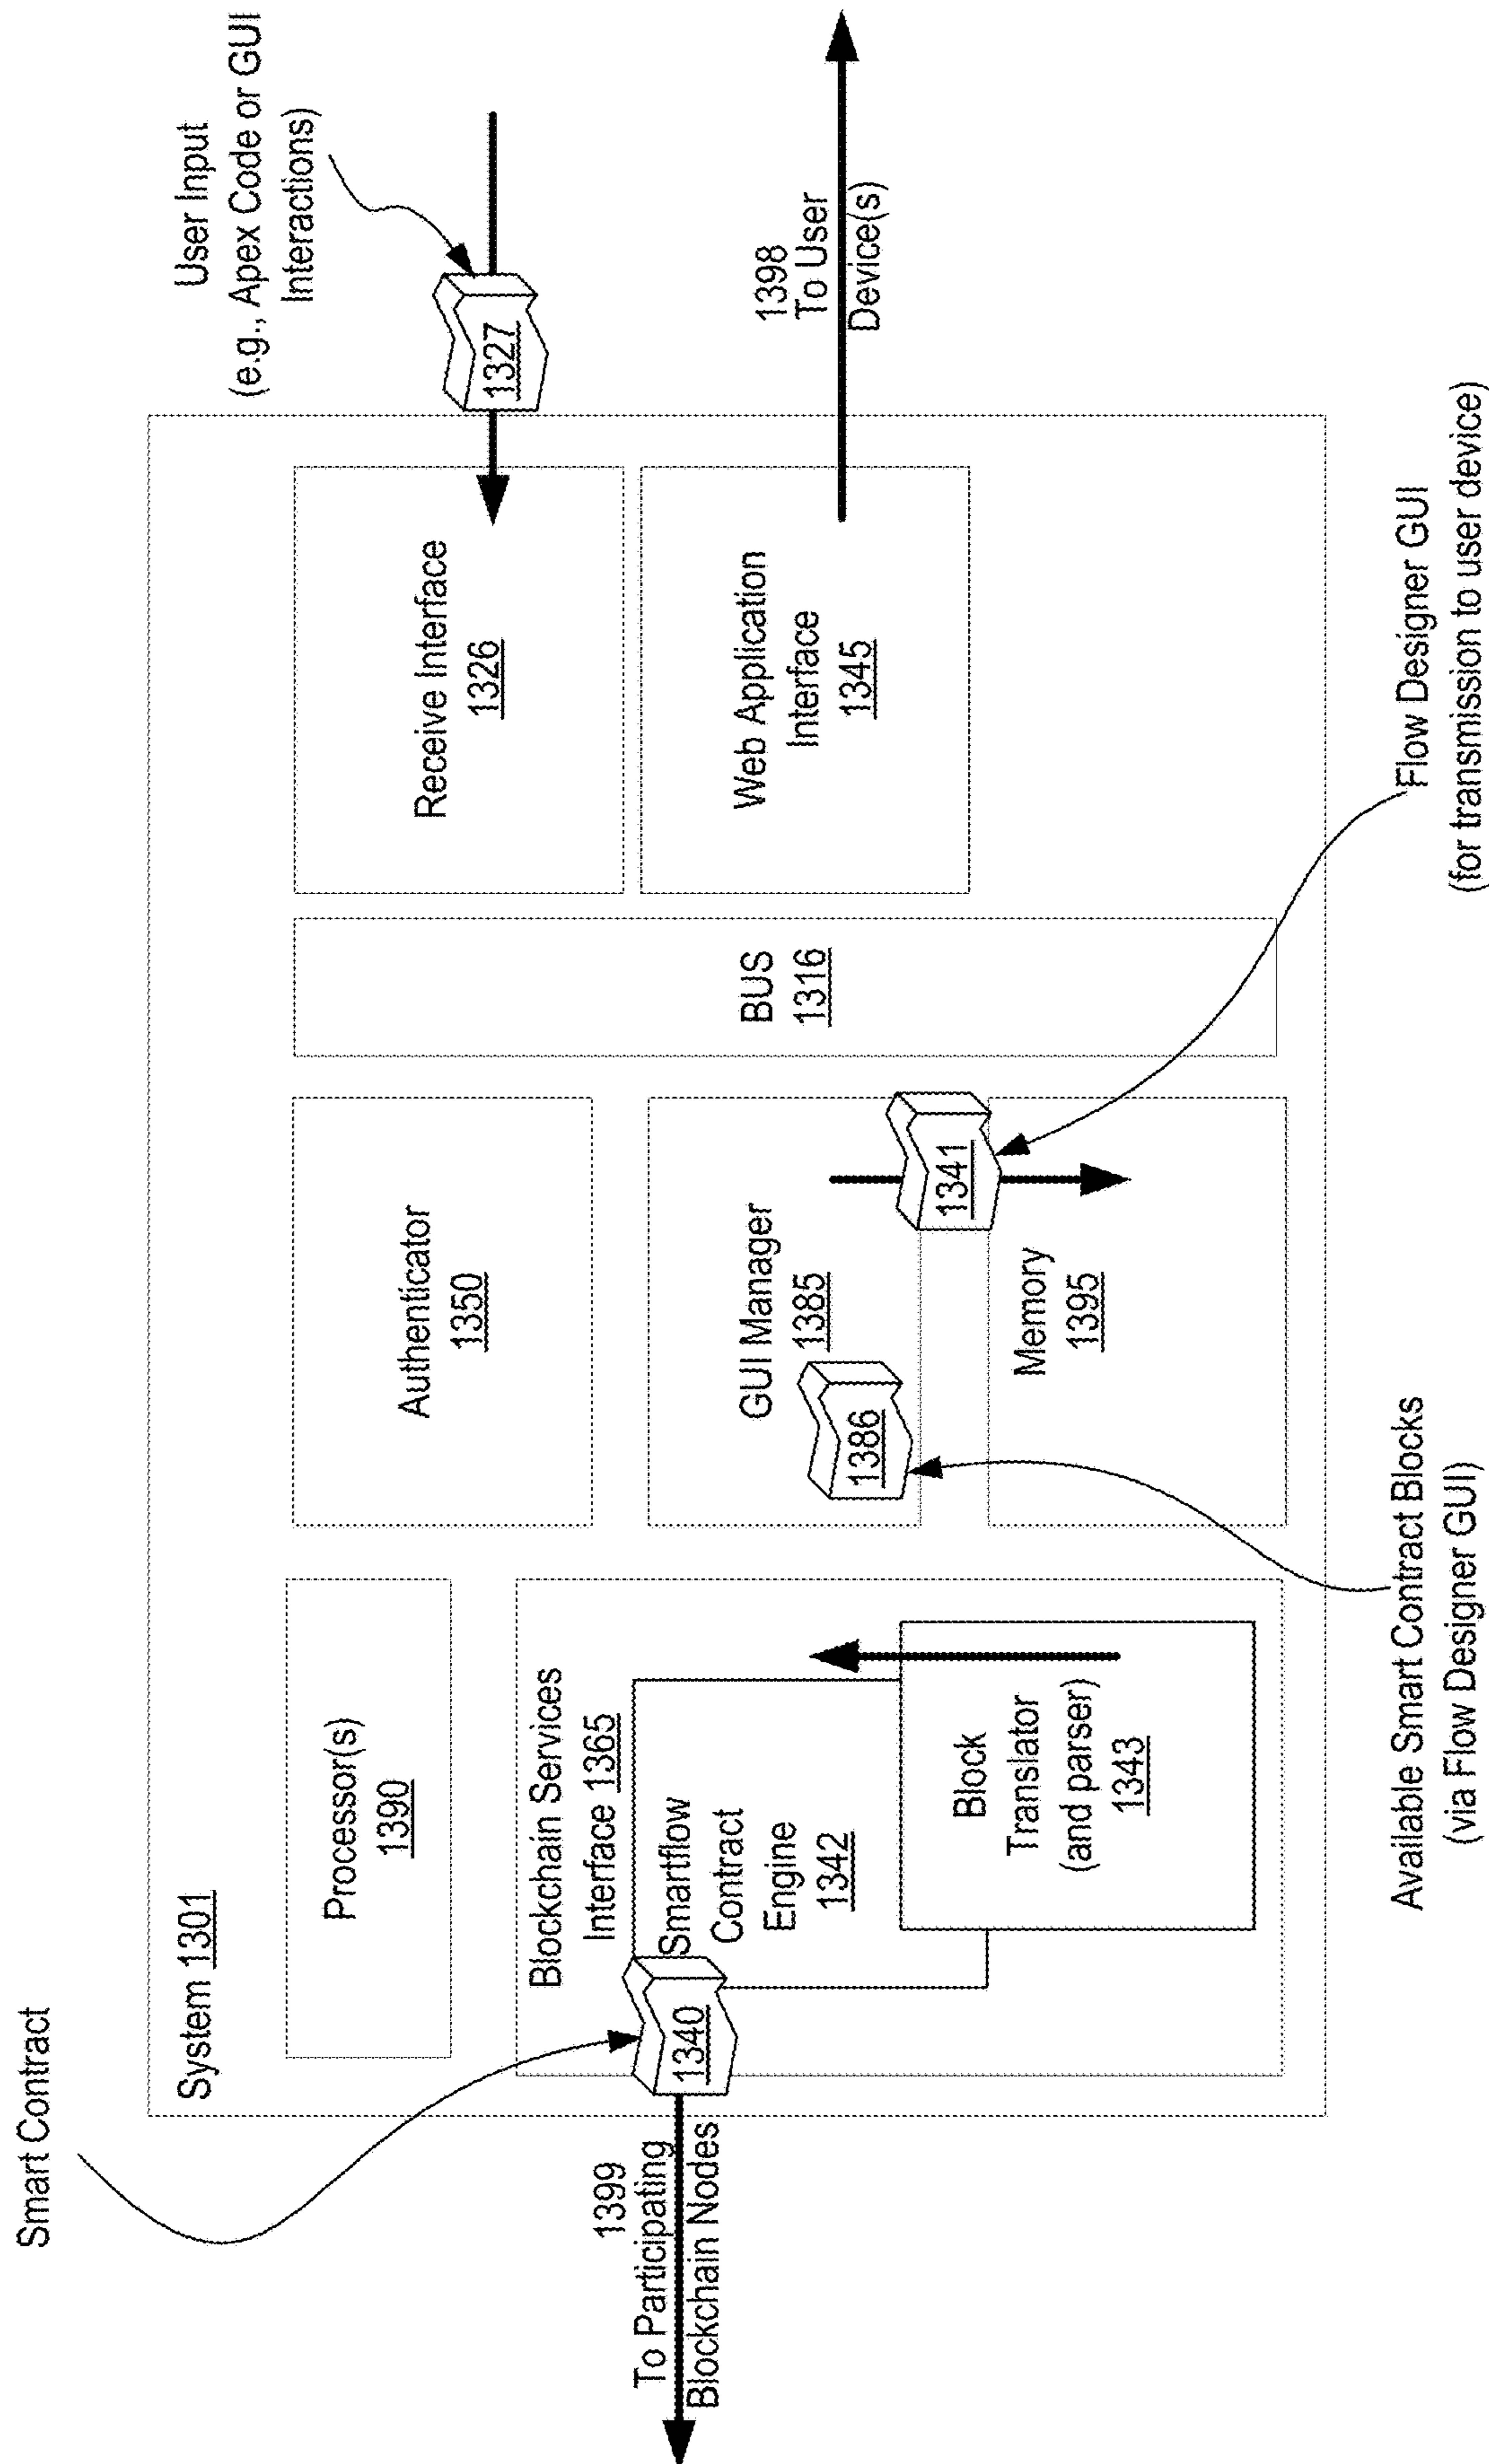 Smart Contract
System 1301
Processor(s)
1390
Authenticator
1350
Receive Interface
1326
User Input
(e.g., Apex Code or GUI
Interactions)
1327
Blockchain Services
Interface 1365
Smartflow
Contract
Engine
1342
1340
1399
To Participating
Blockchain Nodes
Block
Translator
(and parser)
1343
GUI Manager
1385
1386
1341
Memory
1395
BUS
1316
Web Application
Interface
1345
1398
To User
Device(s)
Available Smart Contract Blocks
(via Flow Designer GUI)
Flow Designer GUI
(for transmission to user device)